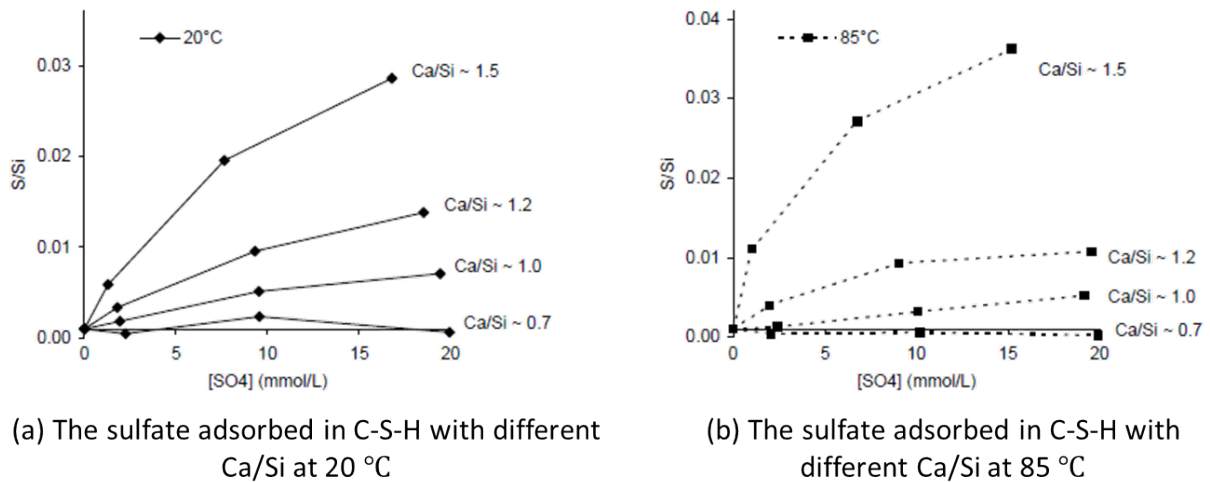 20°C
0.03
0.02
0.01
0.00
S/Si
Ca/Si ~ 1.5
Ca/Si ~ 1.2
Ca/Si ~ 1.0
Ca/Si ~ 0.7
0 5 10 15 20
[SO4] (mmol/L)
(a) The sulfate adsorbed in C-S-H with different
Ca/Si at 20 ℃
85°C
0.04
0.03
0.02
0.01
0.00
S/Si
Ca/Si ~ 1.5
Ca/Si ~ 1.2
Ca/Si ~ 1.0
Ca/Si ~ 0.7
0 5 10 15 20
[SO4] (mmol/L)
(b) The sulfate adsorbed in C-S-H with
different Ca/Si at 85 ℃